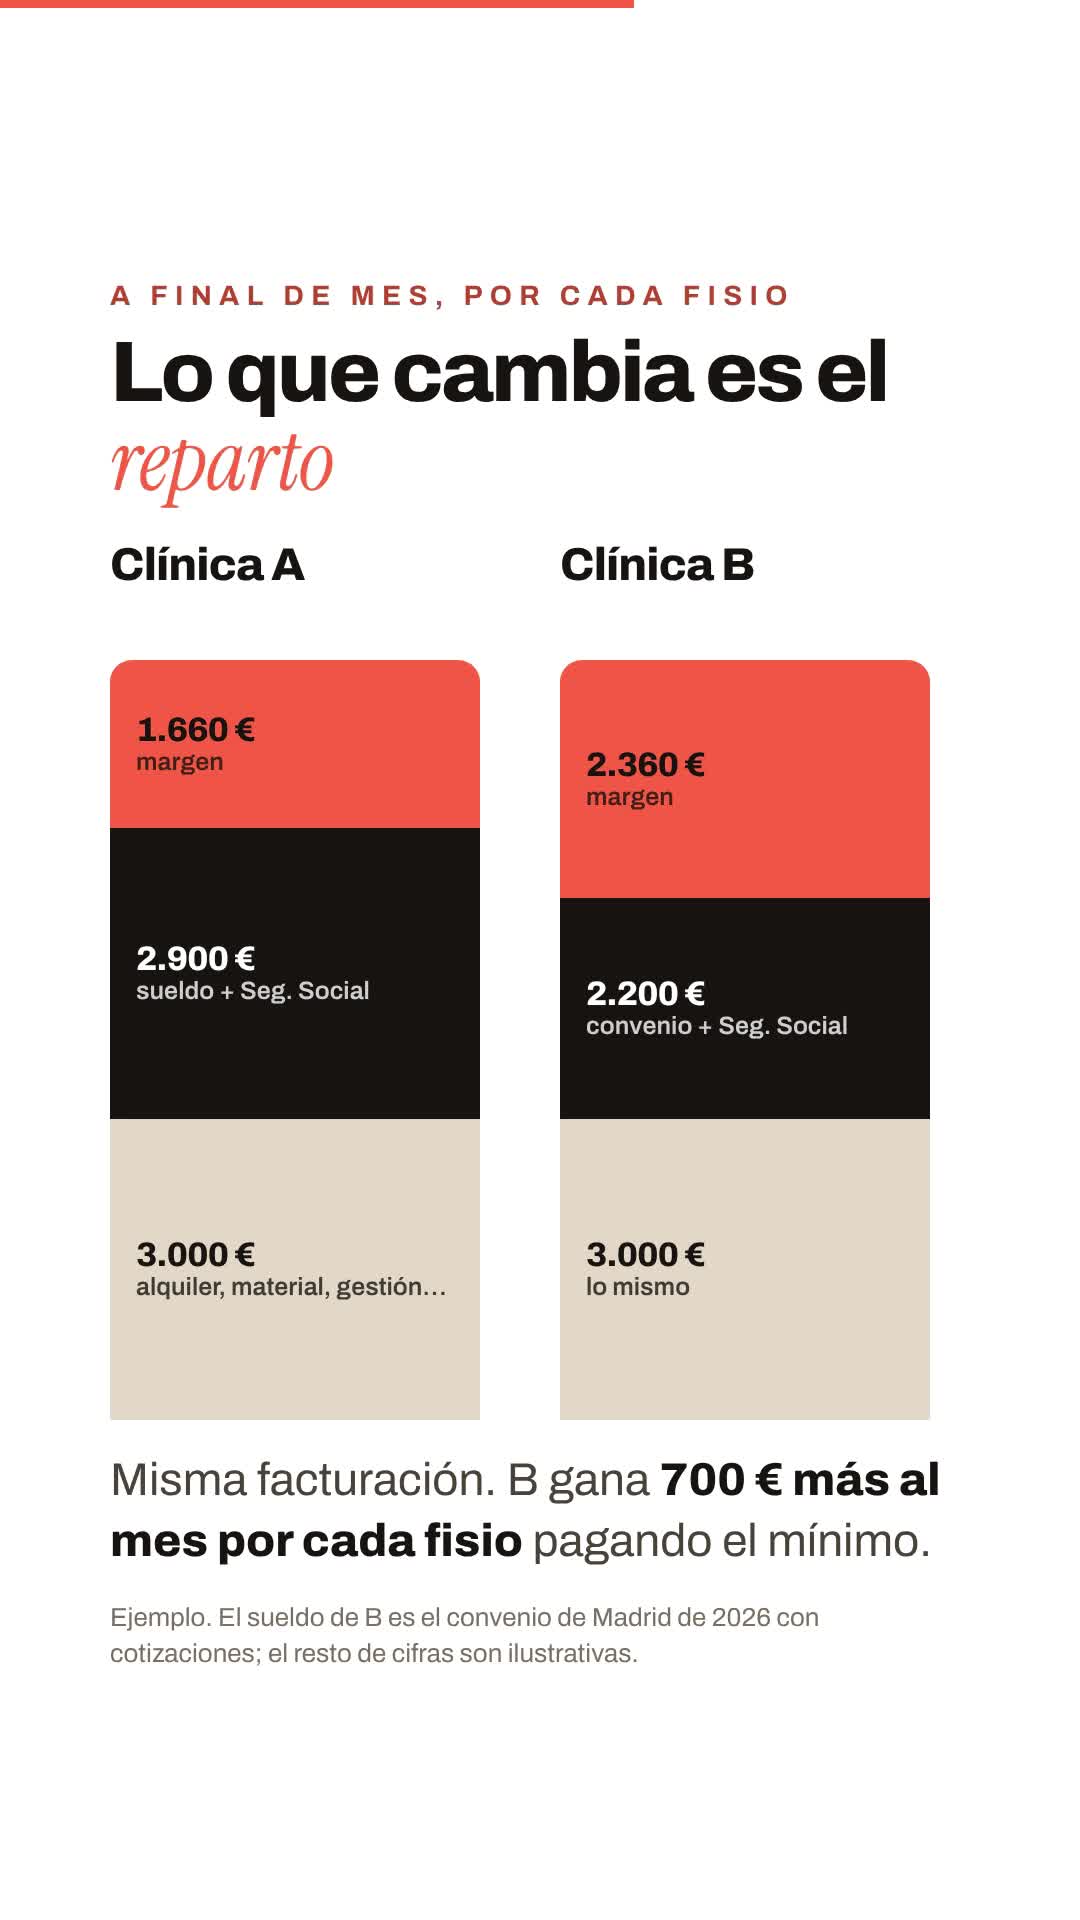 A FINAL DE MES, POR CADA FISIO
Lo que cambia es el
reparto
Clínica A
1.660 €
margen
2.900 €
sueldo + Seg. Social
3.000 €
alquiler, material, gestión...
Clínica B
2.360 €
margen
2.200 €
convenio + Seg. Social
3.000 €
lo mismo
Misma facturación. B gana 700 € más al
mes por cada fisio pagando el mínimo.
Ejemplo. El sueldo de B es el convenio de Madrid de 2026 con
cotizaciones; el resto de cifras son ilustrativas.